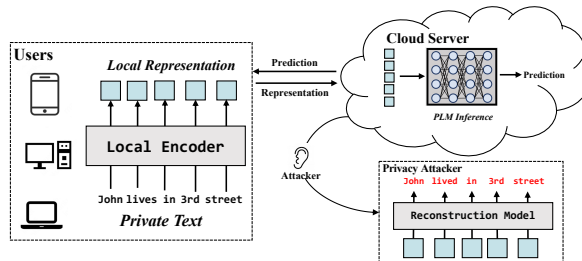 Users
Local Representation
Local Encoder
John lives in 3rd street
Private Text
Prediction
Representation
Cloud Server
Prediction
PLM Inference
Attacker
Privacy Attacker
John lived in 3rd street
Reconstruction Model